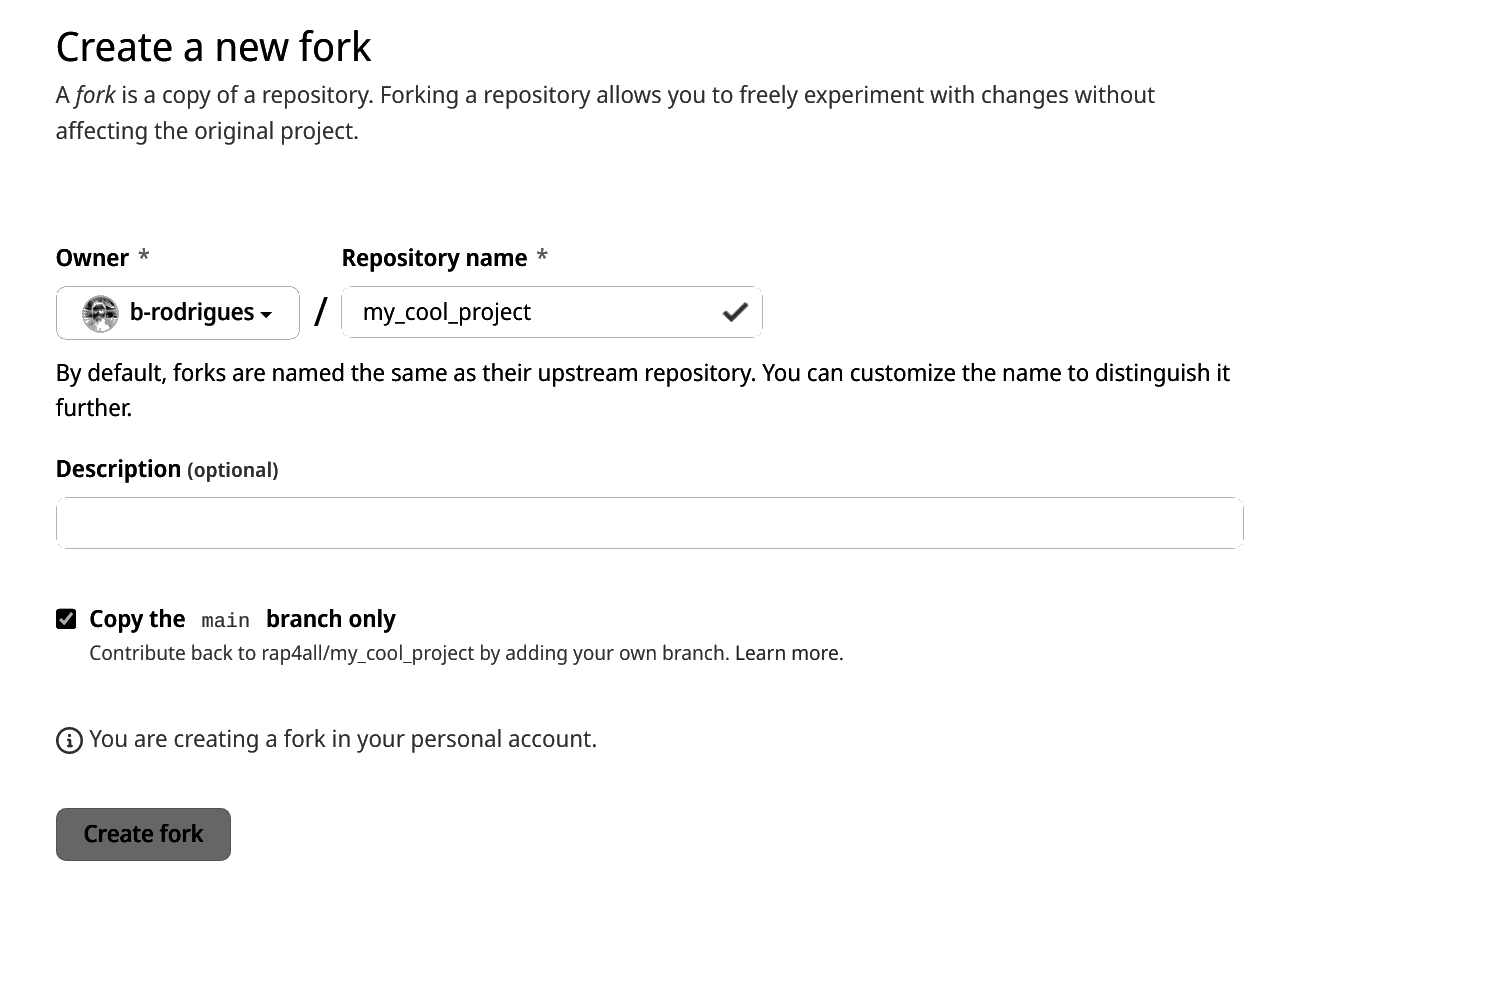 Create a new fork
A fork is a copy of a repository. Forking a repository allows you to freely experiment with changes without
affecting the original project.
Owner * Repository name *
b-rodrigues / my_cool_project
By default, forks are named the same as their upstream repository. You can customize the name to distinguish it
further.
Description (optional)
Copy the main branch only
Contribute back to rap4all/my_cool_project by adding your own branch. Learn more.
You are creating a fork in your personal account.
Create fork